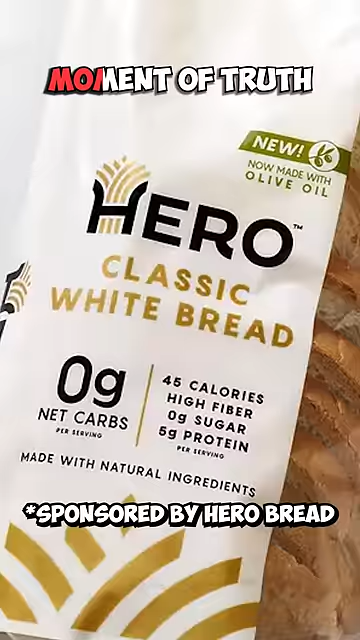 MOMENT OF TRUTH
NEW!
NOW MADE WITH
OLIVE OIL
HERO™
CLASSIC
WHITE BREAD
0g
NET CARBS
PER SERVING
45 CALORIES
HIGH FIBER
0g SUGAR
5g PROTEIN
PER SERVING
MADE WITH NATURAL INGREDIENTS
*SPONSORED BY HERO BREAD